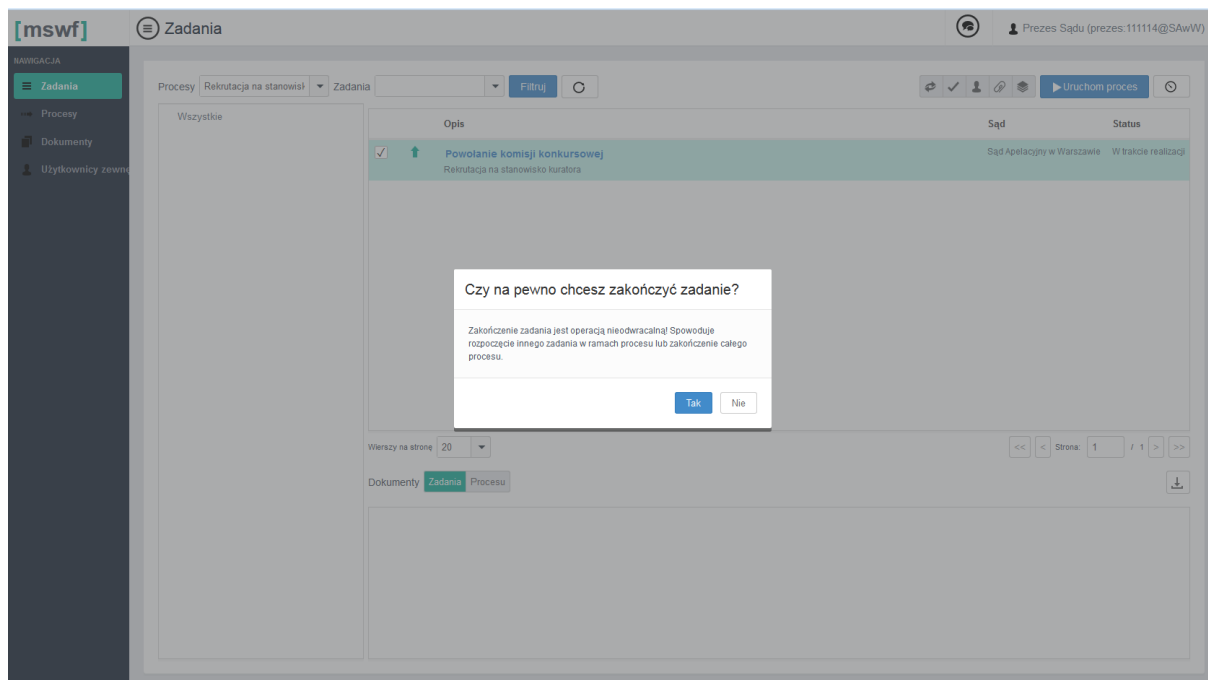 [mswf]
Zadania
Prezes Sądu (prezes:111114@SAwW)
NAWIGACJA
Zadania
Procesy
Dokumenty
Użytkownicy zewnę
Procesy Rekrutacja na stanowisk Zadania Filtruj Uruchom proces
Wszystkie
Opis Sąd Status
Powołanie komisji konkursowej Sąd Apelacyjny w Warszawie W trakcie realizacji
Rekrutacja na stanowisko kuratora
Czy na pewno chcesz zakończyć zadanie?
Zakończenie zadania jest operacją nieodwracalną! Spowoduje
rozpoczęcie innego zadania w ramach procesu lub zakończenie całego
procesu.
Tak Nie
Wierszy na stronę 20 << < Strona: 1 / 1 > >>
Dokumenty Zadania Procesu